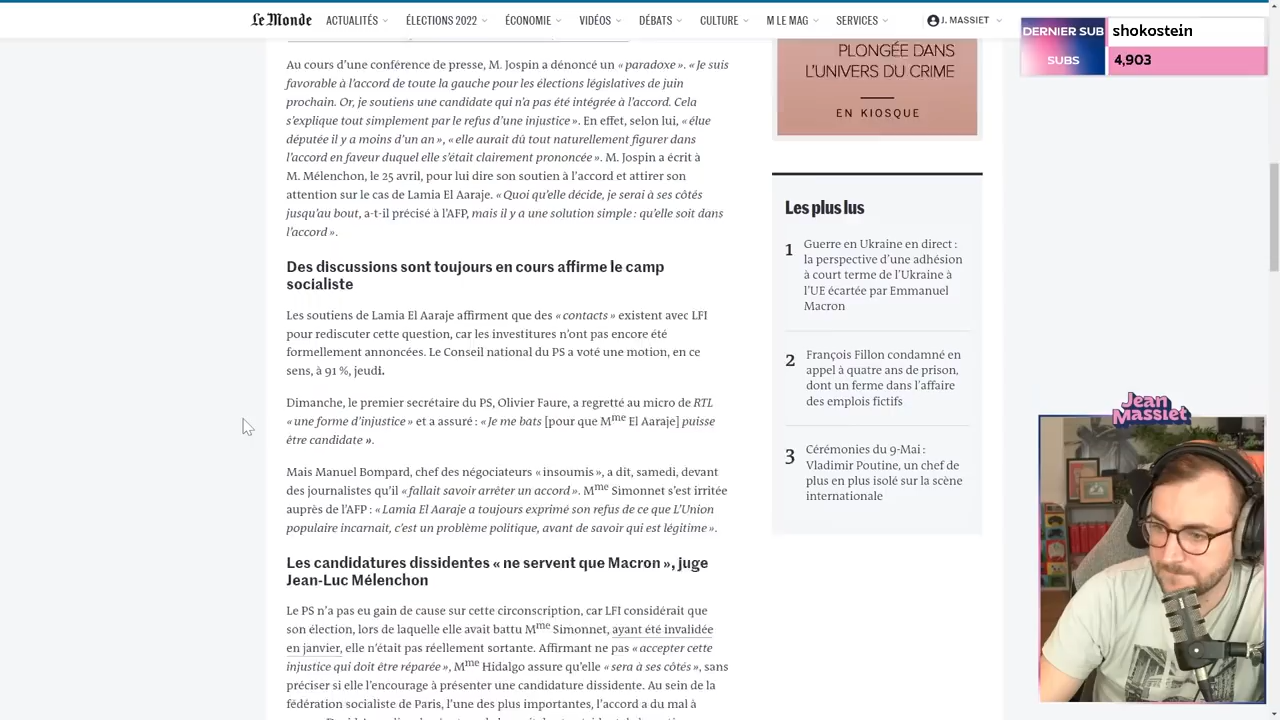 Le Monde ACTUALITÉS ÉLECTIONS 2022 ÉCONOMIE VIDÉOS DÉBATS CULTURE M LE MAG SERVICES J. MASSIET
DERNIER SUB shokostein
SUBS 4,903
Au cours d'une conférence de presse, M. Jospin a dénoncé un « paradoxe ». « Je suis
favorable à l'accord de toute la gauche pour les élections législatives de juin
prochain. Or, je soutiens une candidate qui n'a pas été intégrée à l'accord. Cela
s'explique tout simplement par le refus d'une injustice ». En effet, selon lui, « élue
députée il y a moins d'un an », « elle aurait dû tout naturellement figurer dans
l'accord en faveur duquel elle s'était clairement prononcée ». M. Jospin a écrit à
M. Mélenchon, le 25 avril, pour lui dire son soutien à l'accord et attirer son
attention sur le cas de Lamia El Aaraje. « Quoi qu'elle décide, je serai à ses côtés
jusqu'au bout, a-t-il précisé à l'AFP, mais il y a une solution simple : qu'elle soit dans
l'accord ».
Des discussions sont toujours en cours affirme le camp
socialiste
Les soutiens de Lamia El Aaraje affirment que des « contacts » existent avec LFI
pour rediscuter cette question, car les investitures n'ont pas encore été
formellement annoncées. Le Conseil national du PS a voté une motion, en ce
sens, à 91 %, jeudi.
Dimanche, le premier secrétaire du PS, Olivier Faure, a regretté au micro de RTL
« une forme d'injustice » et a assuré : « Je me bats [pour que Mme El Aaraje] puisse
être candidate ».
Mais Manuel Bompard, chef des négociateurs « insoumis », a dit, samedi, devant
des journalistes qu'il « fallait savoir arrêter un accord ». Mme Simonnet s'est irritée
auprès de l'AFP : « Lamia El Aaraje a toujours exprimé son refus de ce que L'Union
populaire incarnait, c'est un problème politique, avant de savoir qui est légitime ».
Les candidatures dissidentes « ne servent que Macron », juge
Jean-Luc Mélenchon
Le PS n'a pas eu gain de cause sur cette circonscription, car LFI considérait que
son élection, lors de laquelle elle avait battu Mme Simonnet, ayant été invalidée
en janvier, elle n'était pas réellement sortante. Affirmant ne pas « accepter cette
injustice qui doit être réparée », Mme Hidalgo assure qu'elle « sera à ses côtés », sans
préciser si elle l'encourage à présenter une candidature dissidente. Au sein de la
fédération socialiste de Paris, l'une des plus importantes, l'accord a du mal à
PLONGÉE DANS
L'UNIVERS DU CRIME
EN KIOSQUE
Les plus lus
1 Guerre en Ukraine en direct :
la perspective d'une adhésion
à court terme de l'Ukraine à
l'UE écartée par Emmanuel
Macron
2 François Fillon condamné en
appel à quatre ans de prison,
dont un ferme dans l'affaire
des emplois fictifs
3 Cérémonies du 9-Mai :
Vladimir Poutine, un chef de
plus en plus isolé sur la scène
internationale
Jean
Massiet